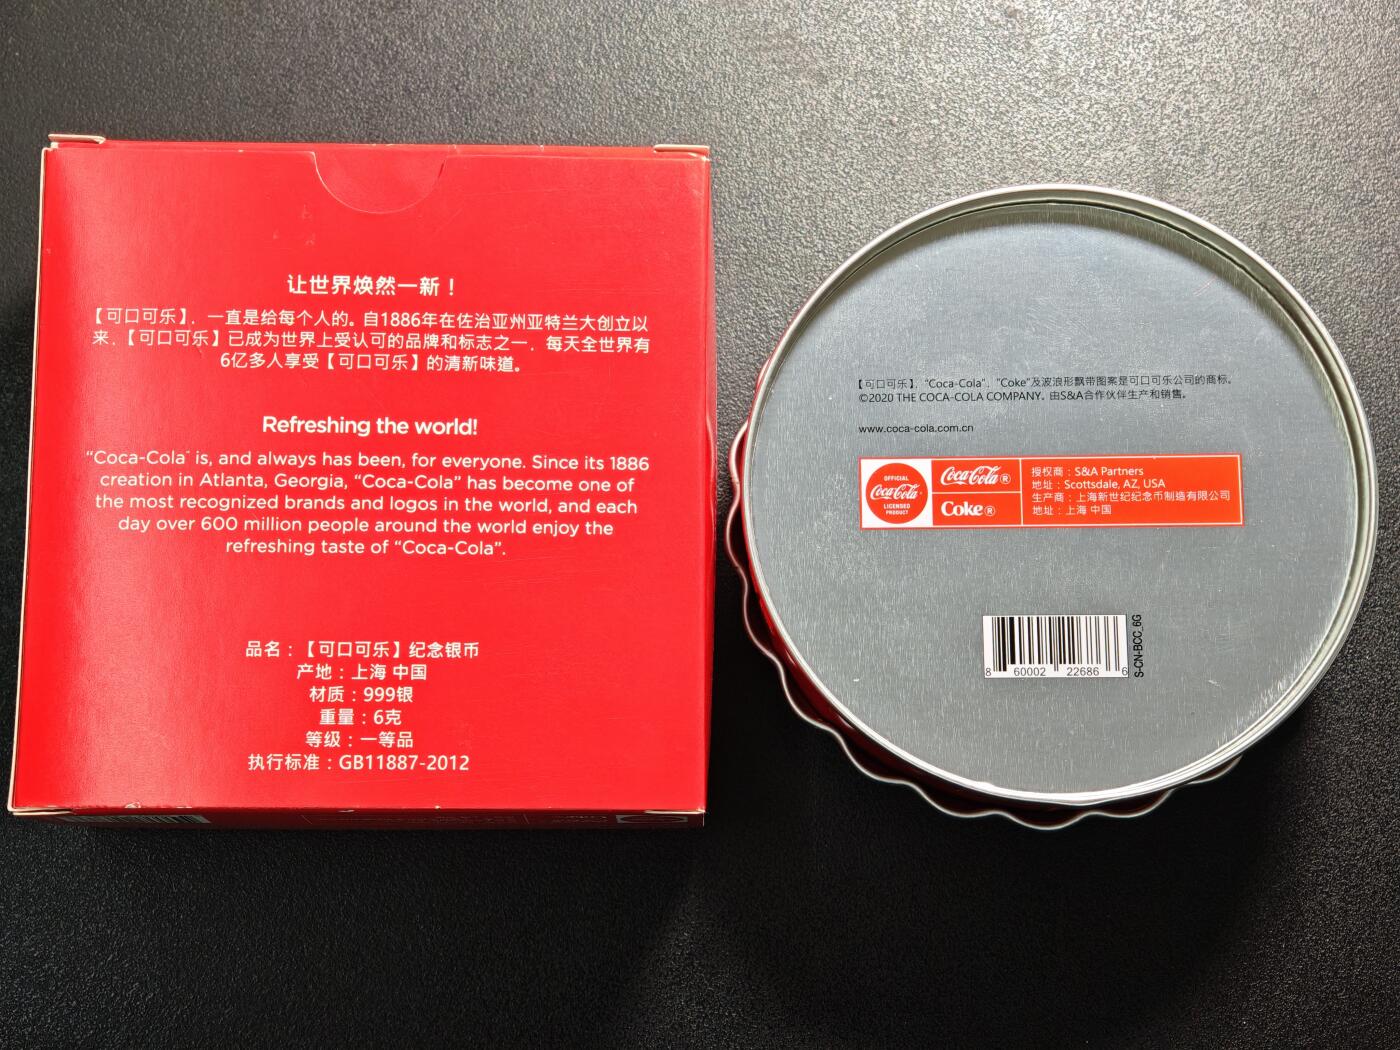 让世界焕然一新！
【可口可乐】，一直是给每个人的。自1886年在佐治亚州亚特兰大创立以
来，【可口可乐】已成为世界上受认可的品牌和标志之一，每天全世界有
6亿多人享受【可口可乐】的清新味道。
Refreshing the world!
“Coca-Cola” is, and always has been, for everyone. Since its 1886
creation in Atlanta, Georgia, “Coca-Cola” has become one of
the most recognized brands and logos in the world, and each
day over 600 million people around the world enjoy the
refreshing taste of “Coca-Cola”.
品名：【可口可乐】纪念银币
产地：上海 中国
材质：999银
重量：6克
等级：一等品
执行标准：GB11887-2012
【可口可乐】，“Coca-Cola”，“Coke”及波浪形飘带图案是可口可乐公司的商标。
©2020 THE COCA-COLA COMPANY. 由S&A合作伙伴生产和销售。
www.coca-cola.com.cn
OFFICIAL
Coca-Cola
LICENSED
PRODUCT
Coca-Cola®
Coke®
授权商：S&A Partners
地址：Scottsdale, AZ, USA
生产商：上海新世纪纪念币制造有限公司
地址：上海 中国
8 60002 22686 6
S-CN-BCC_6G